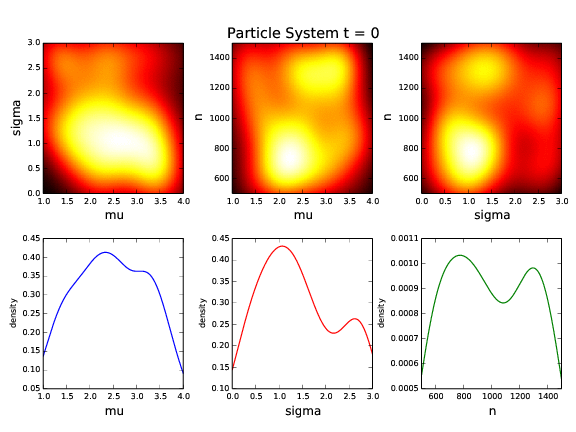 Particle System t = 0
3.0
2.5
2.0
1.5
1.0
0.5
0.0
sigma
1.0 1.5 2.0 2.5 3.0 3.5 4.0
mu
1400
1200
1000
800
600
n
1.0 1.5 2.0 2.5 3.0 3.5 4.0
mu
1400
1200
1000
800
600
n
0.0 0.5 1.0 1.5 2.0 2.5 3.0
sigma
0.45
0.40
0.35
0.30
0.25
0.20
0.15
0.10
0.05
density
1.0 1.5 2.0 2.5 3.0 3.5 4.0
mu
0.45
0.40
0.35
0.30
0.25
0.20
0.15
0.10
density
0.0 0.5 1.0 1.5 2.0 2.5 3.0
sigma
0.0011
0.0010
0.0009
0.0008
0.0007
0.0006
0.0005
density
600 800 1000 1200 1400
n